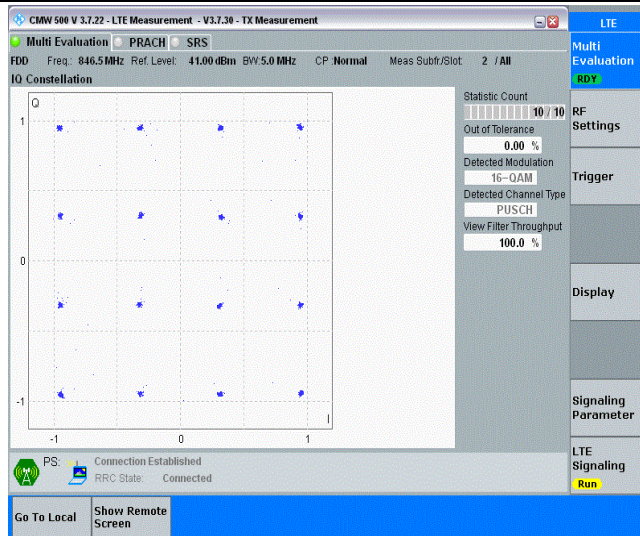 CMW 500 V 3.7.22 - LTE Measurement - V3.7.30 - TX Measurement
LTE
Multi Evaluation PRACH SRS
Multi
Evaluation
RDY
FDD Freq.: 846.5 MHz Ref. Level: 41.00 dBm BW: 5.0 MHz CP :Normal Meas Subfr./Slot 2 / All
IQ Constellation
Q
1
0
-1
-1 0 1
I
Statistic Count
10 / 10
Out of Tolerance
0.00 %
Detected Modulation
16-QAM
Detected Channel Type
PUSCH
View Filter Throughput
100.0 %
RF
Settings
Trigger
Display
Signaling
Parameter
LTE
Signaling
Run
PS: Connection Established
RRC State: Connected
Go To Local
Show Remote
Screen